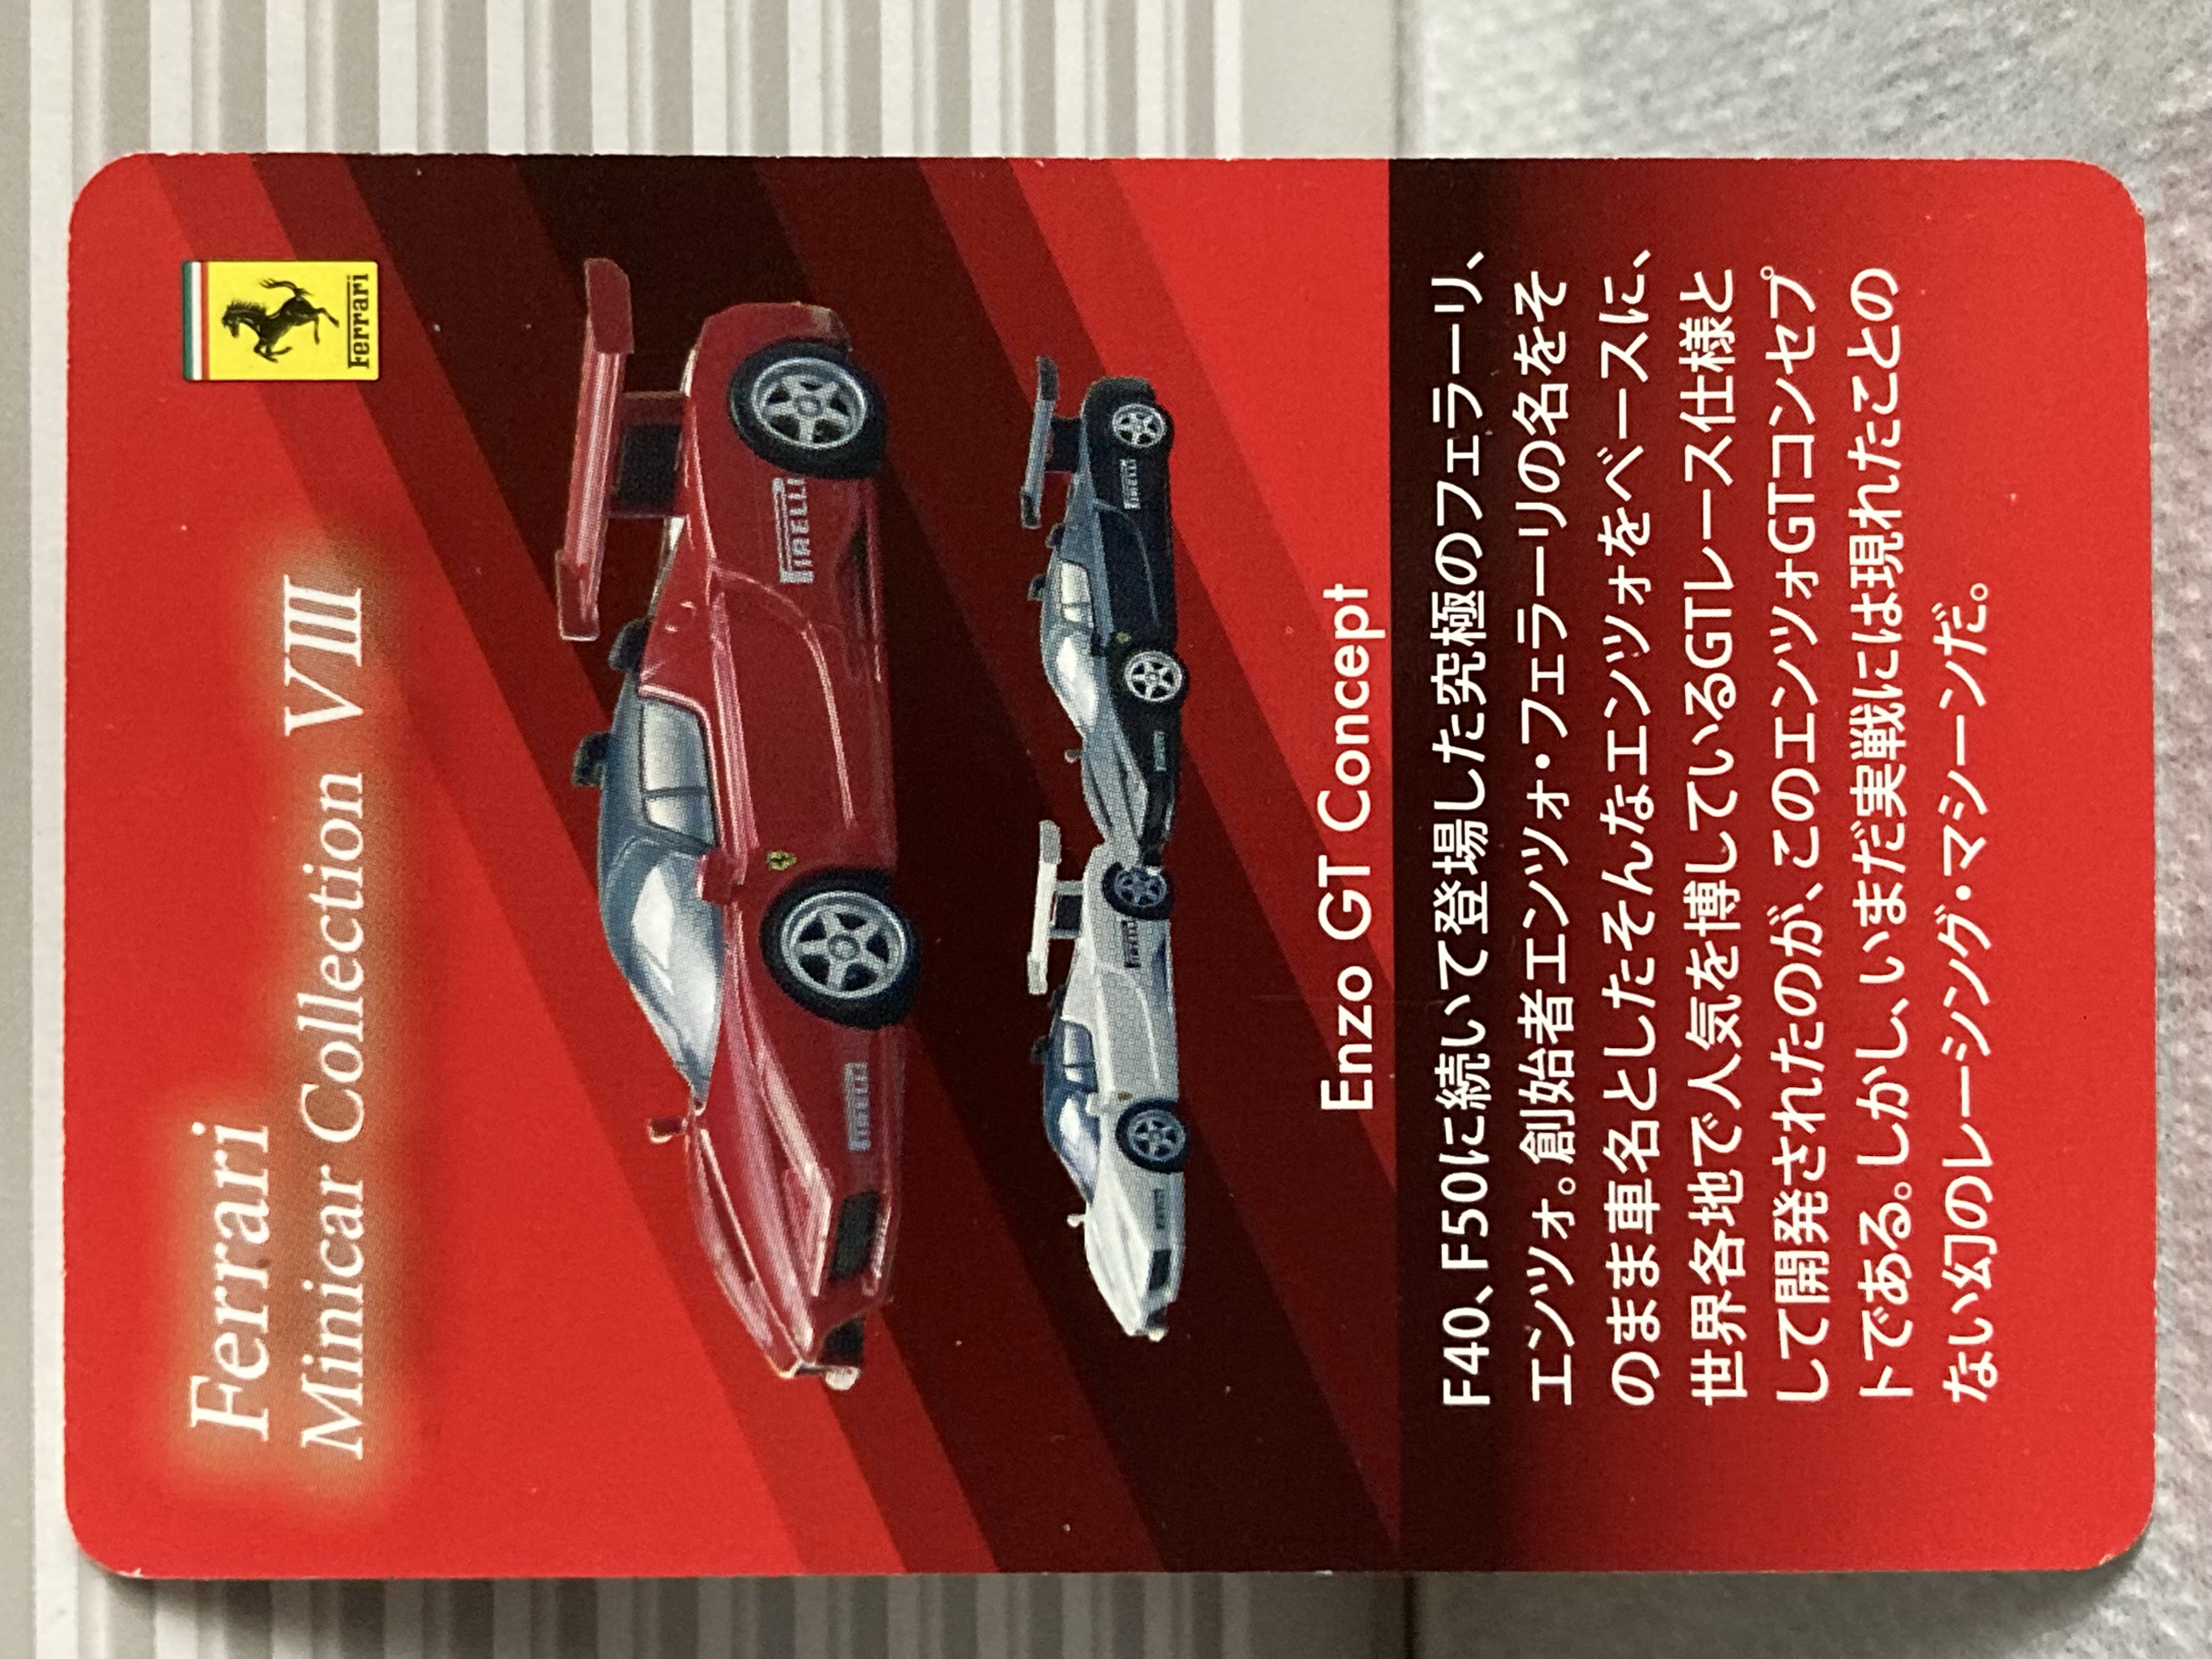 Ferrari
Minicar Collection VIII
Ferrari
PIRELLI
PIRELLI
PIRELLI
PIRELLI
PIRELLI
PIRELLI
Enzo GT Concept
F40、F50に続いて登場した究極のフェラーリ、
エンツォ。創始者エンツォ・フェラーリの名をそ
のまま車名としたそんなエンツォをベースに、
世界各地で人気を博しているGTレース仕様と
して開発されたのが、このエンツォGTコンセプ
トである。しかし、いまだ実戦には現れたことの
ない幻のレーシング・マシーンだ。